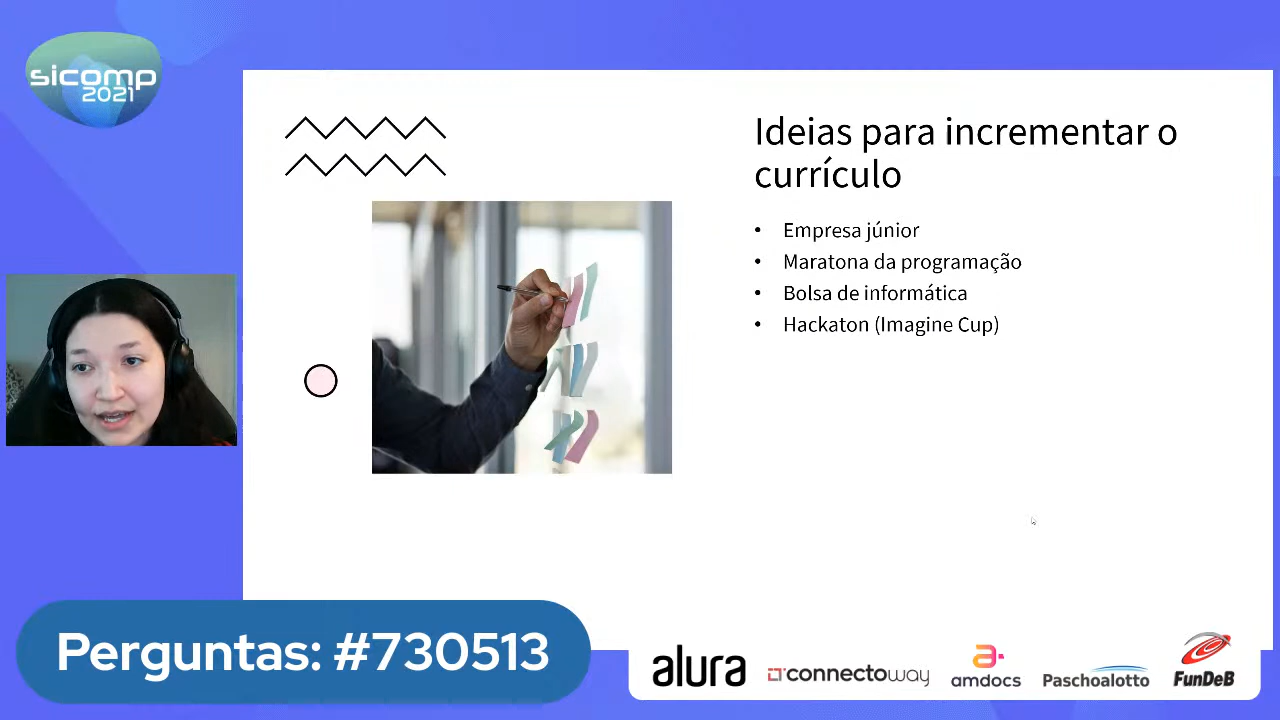 sicomp
2021
Ideias para incrementar o
currículo
• Empresa júnior
• Maratona da programação
• Bolsa de informática
• Hackaton (Imagine Cup)
Perguntas: #730513
alura
connectoway
amdocs
Paschoalotto
FunDeB